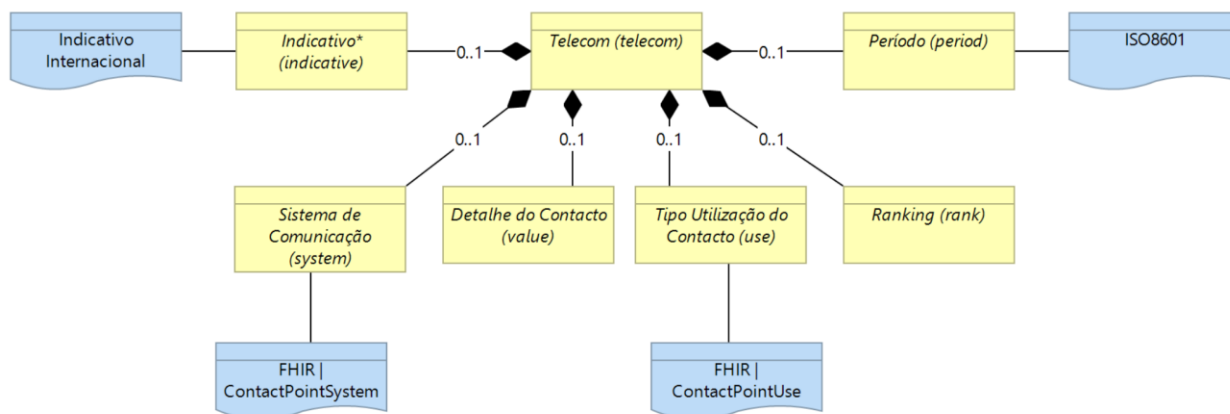 Indicativo
Internacional
Indicativo*
(indicative)
0..1
Telecom (telecom)
0..1
Período (period)
ISO8601
0..1
0..1
0..1
0..1
Sistema de
Comunicação
(system)
Detalhe do Contacto
(value)
Tipo Utilização do
Contacto (use)
Ranking (rank)
FHIR |
ContactPointSystem
FHIR |
ContactPointUse